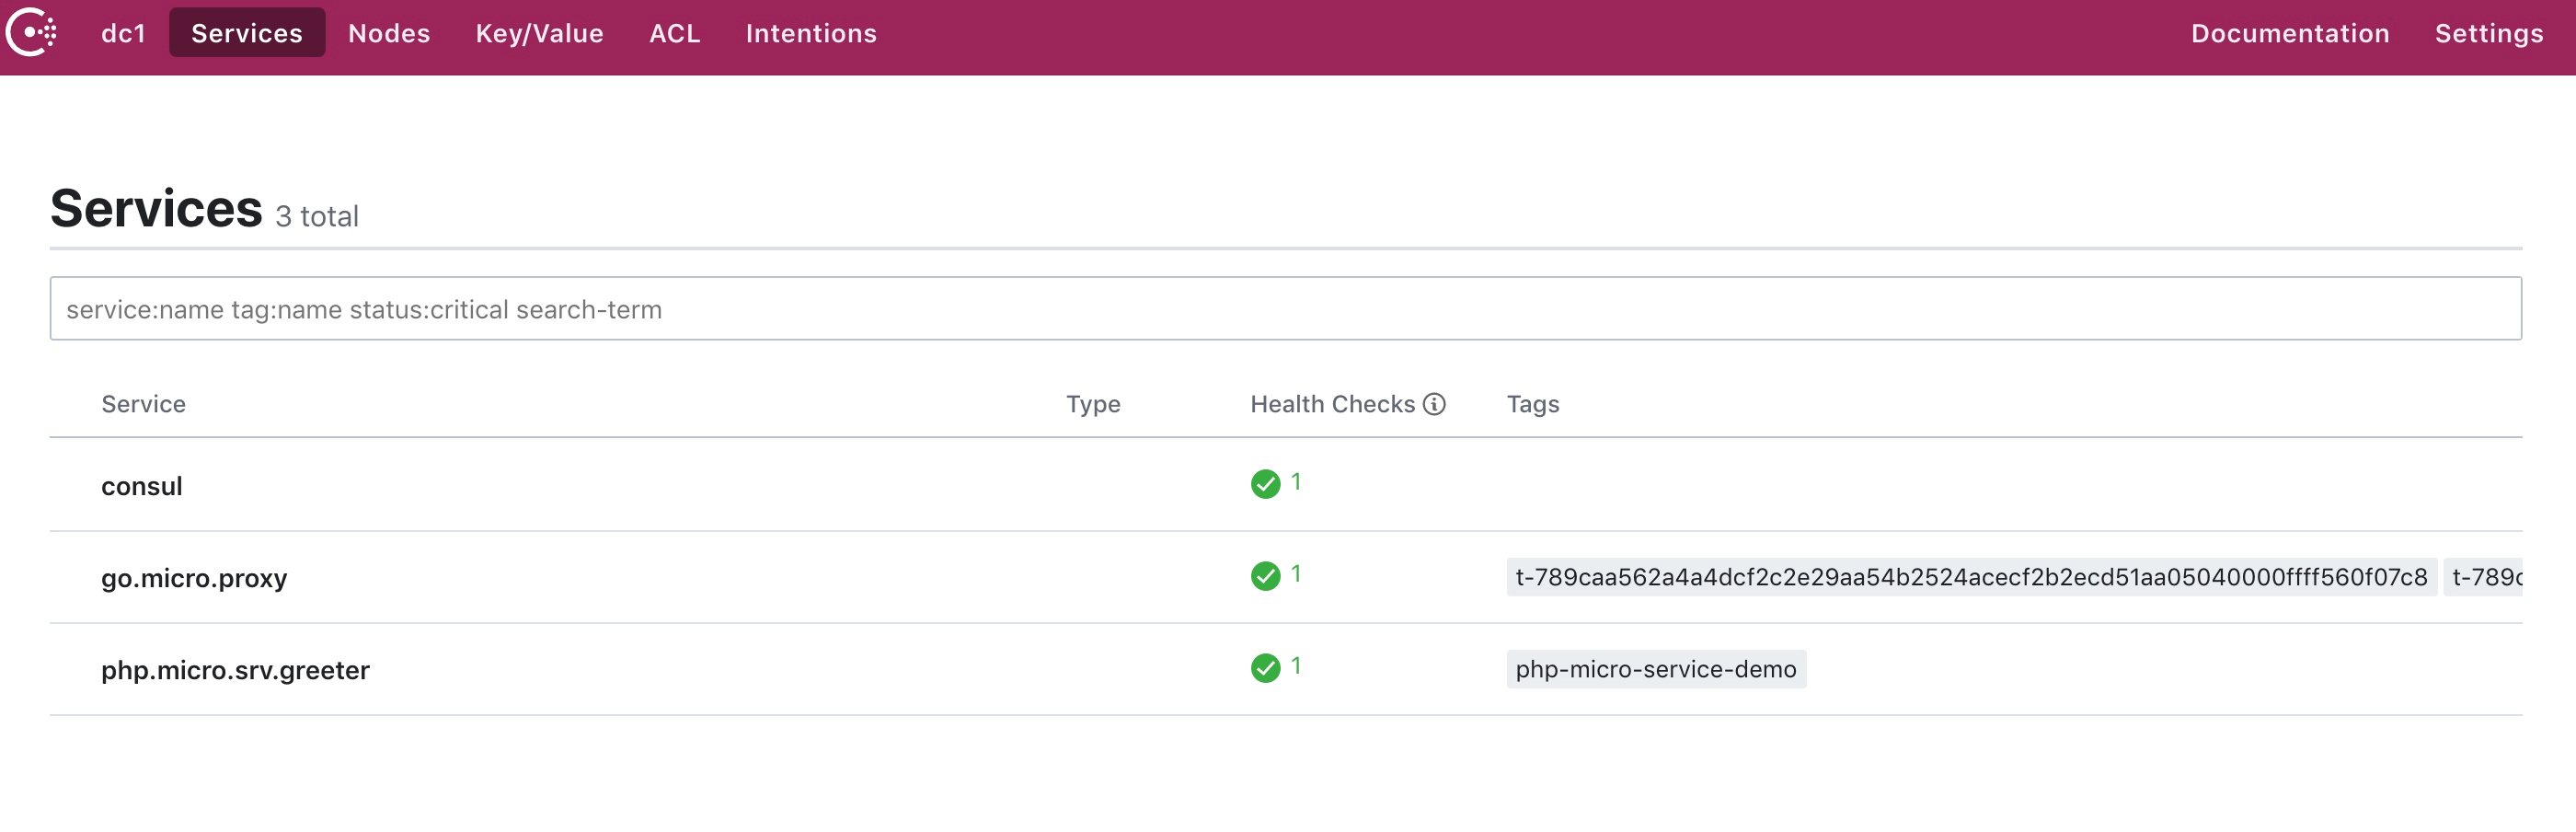 dc1 Services Nodes Key/Value ACL Intentions Documentation Settings
Services 3 total
service:name tag:name status:critical search-term
Service Type Health Checks Tags
consul 1
go.micro.proxy 1 t-789caa562a4a4dcf2c2e29aa54b2524acecf2b2ecd51aa05040000ffff560f07c8 t-789c
php.micro.srv.greeter 1 php-micro-service-demo